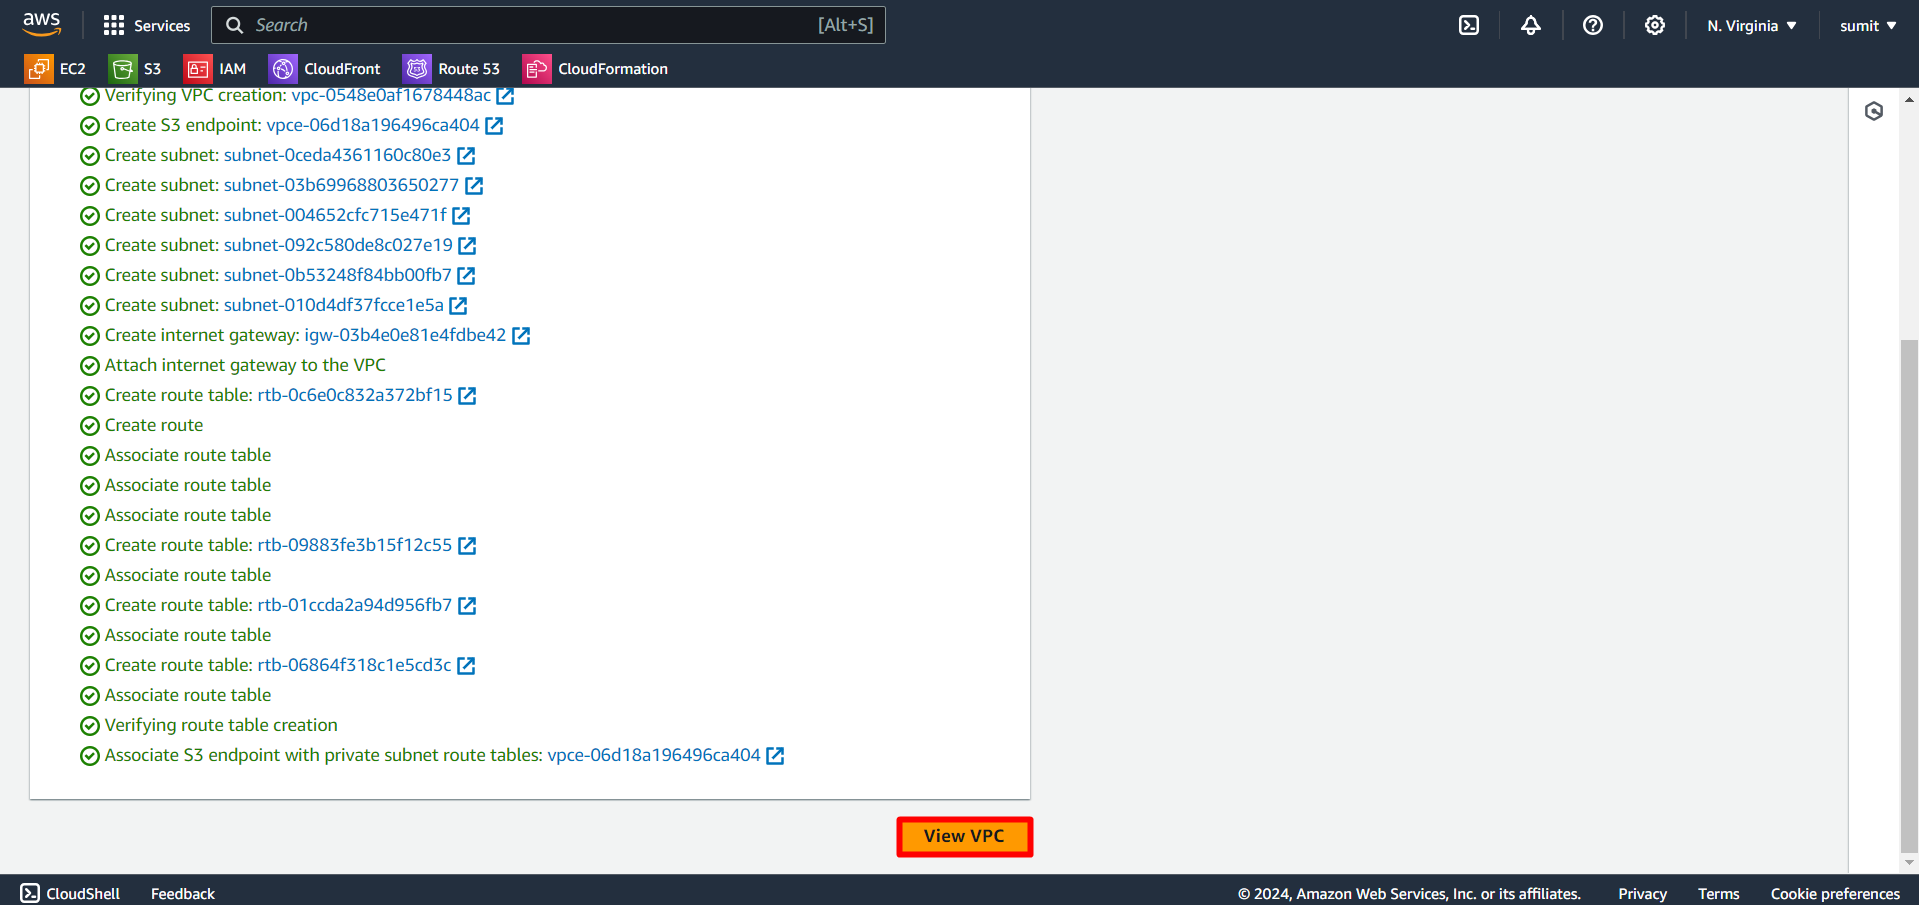 aws Services Search [Alt+S] N. Virginia sumit
EC2 S3 IAM CloudFront Route 53 CloudFormation
Verifying VPC creation: vpc-0548e0af1678448ac
Create S3 endpoint: vpce-06d18a196496ca404
Create subnet: subnet-0ceda4361160c80e3
Create subnet: subnet-03b69968803650277
Create subnet: subnet-004652cfc715e471f
Create subnet: subnet-092c580de8c027e19
Create subnet: subnet-0b53248f84bb00fb7
Create subnet: subnet-010d4df37fcce1e5a
Create internet gateway: igw-03b4e0e81e4fdbe42
Attach internet gateway to the VPC
Create route table: rtb-0c6e0c832a372bf15
Create route
Associate route table
Associate route table
Associate route table
Create route table: rtb-09883fe3b15f12c55
Associate route table
Create route table: rtb-01ccda2a94d956fb7
Associate route table
Create route table: rtb-06864f318c1e5cd3c
Associate route table
Verifying route table creation
Associate S3 endpoint with private subnet route tables: vpce-06d18a196496ca404
View VPC
CloudShell Feedback © 2024, Amazon Web Services, Inc. or its affiliates. Privacy Terms Cookie preferences